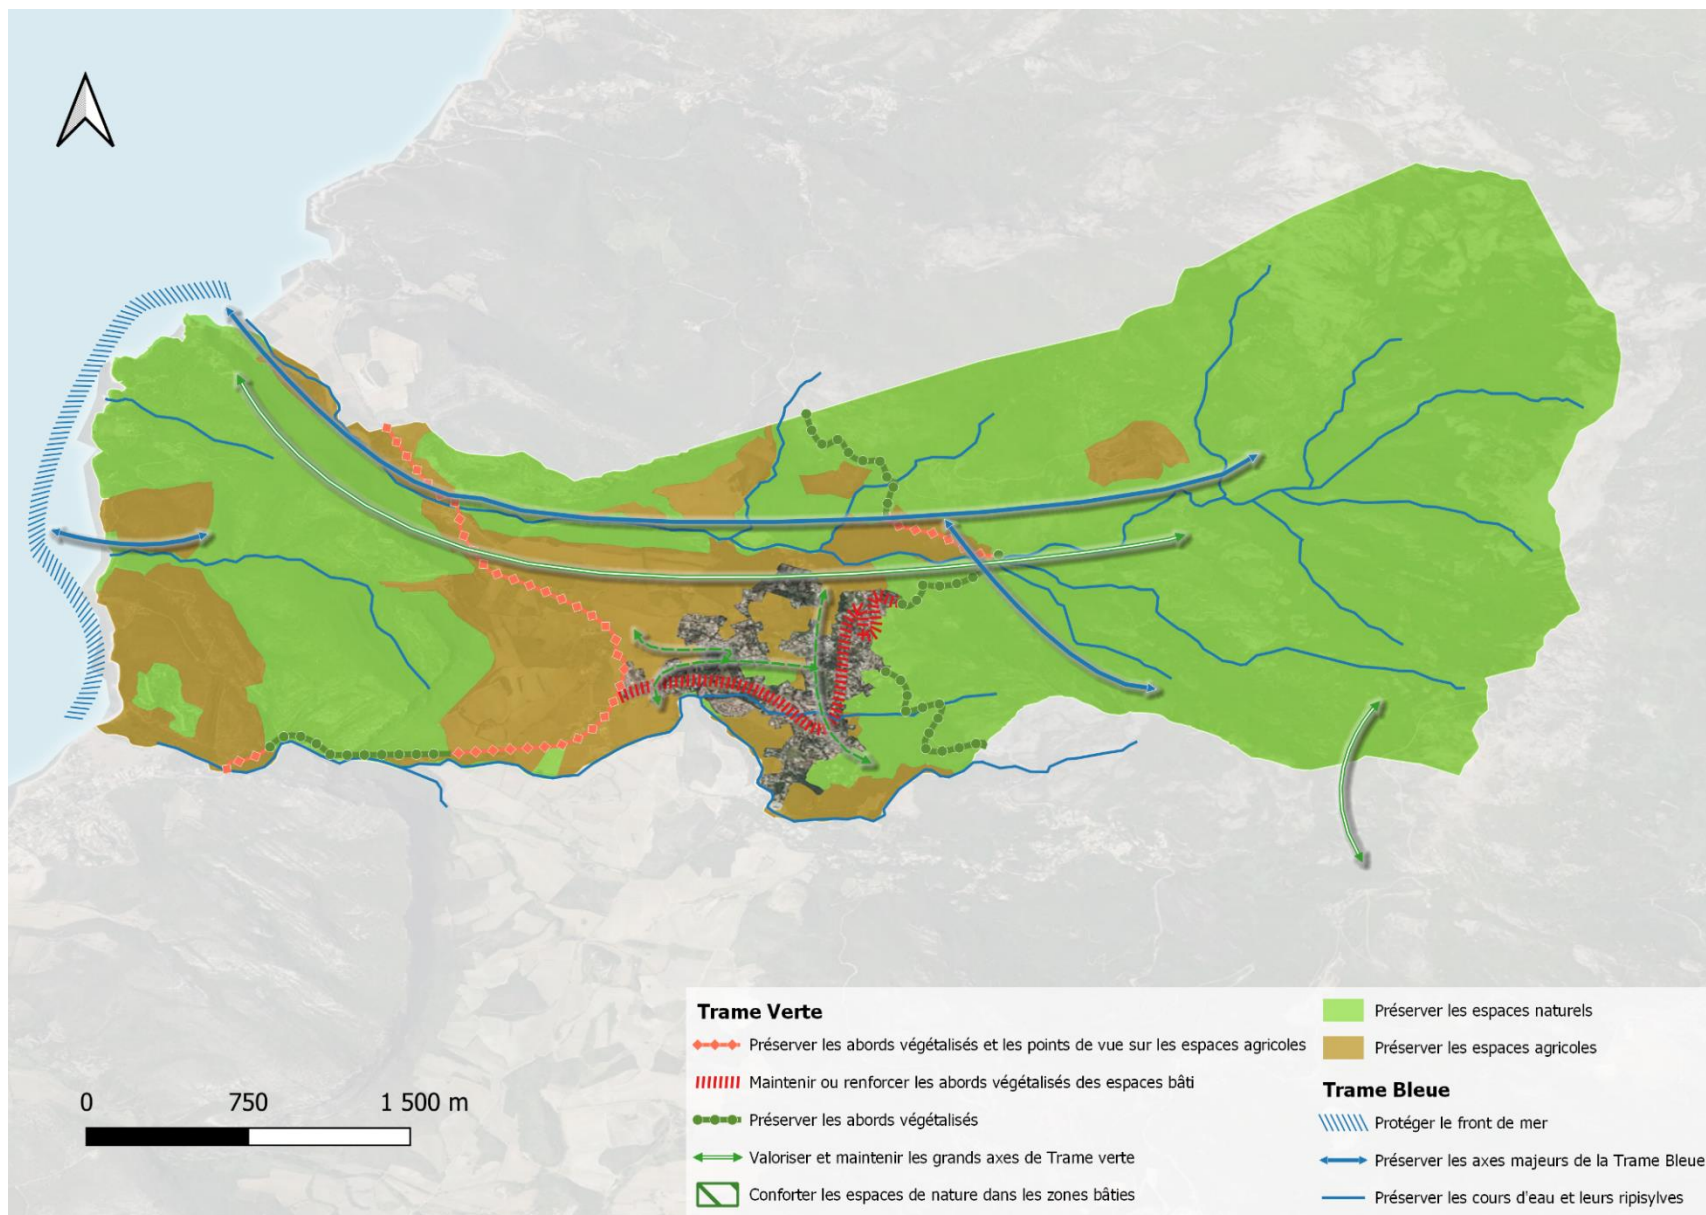 0 750 1 500 m
Trame Verte
Préserver les abords végétalisés et les points de vue sur les espaces agricoles
Maintenir ou renforcer les abords végétalisés des espaces bâti
Préserver les abords végétalisés
Valoriser et maintenir les grands axes de Trame verte
Conforter les espaces de nature dans les zones bâties
Préserver les espaces naturels
Préserver les espaces agricoles
Trame Bleue
Protéger le front de mer
Préserver les axes majeurs de la Trame Bleue
Préserver les cours d'eau et leurs ripisylves